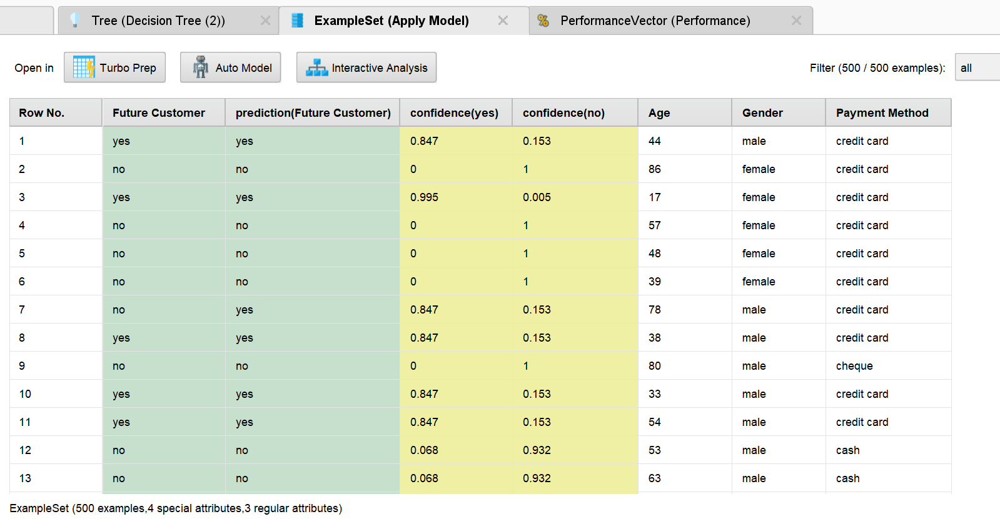 Tree (Decision Tree (2)) ExampleSet (Apply Model) PerformanceVector (Performance)
Open in Turbo Prep Auto Model Interactive Analysis Filter (500 / 500 examples): all
Row No. Future Customer prediction(Future Customer) confidence(yes) confidence(no) Age Gender Payment Method
1 yes yes 0.847 0.153 44 male credit card
2 no no 0 1 86 female credit card
3 yes yes 0.995 0.005 17 female credit card
4 no no 0 1 57 female credit card
5 no no 0 1 48 female credit card
6 no no 0 1 39 female credit card
7 no yes 0.847 0.153 78 male credit card
8 yes yes 0.847 0.153 38 male credit card
9 no no 0 1 80 male cheque
10 yes yes 0.847 0.153 33 male credit card
11 yes yes 0.847 0.153 54 male credit card
12 no no 0.068 0.932 53 male cash
13 no no 0.068 0.932 63 male cash
ExampleSet (500 examples,4 special attributes,3 regular attributes)